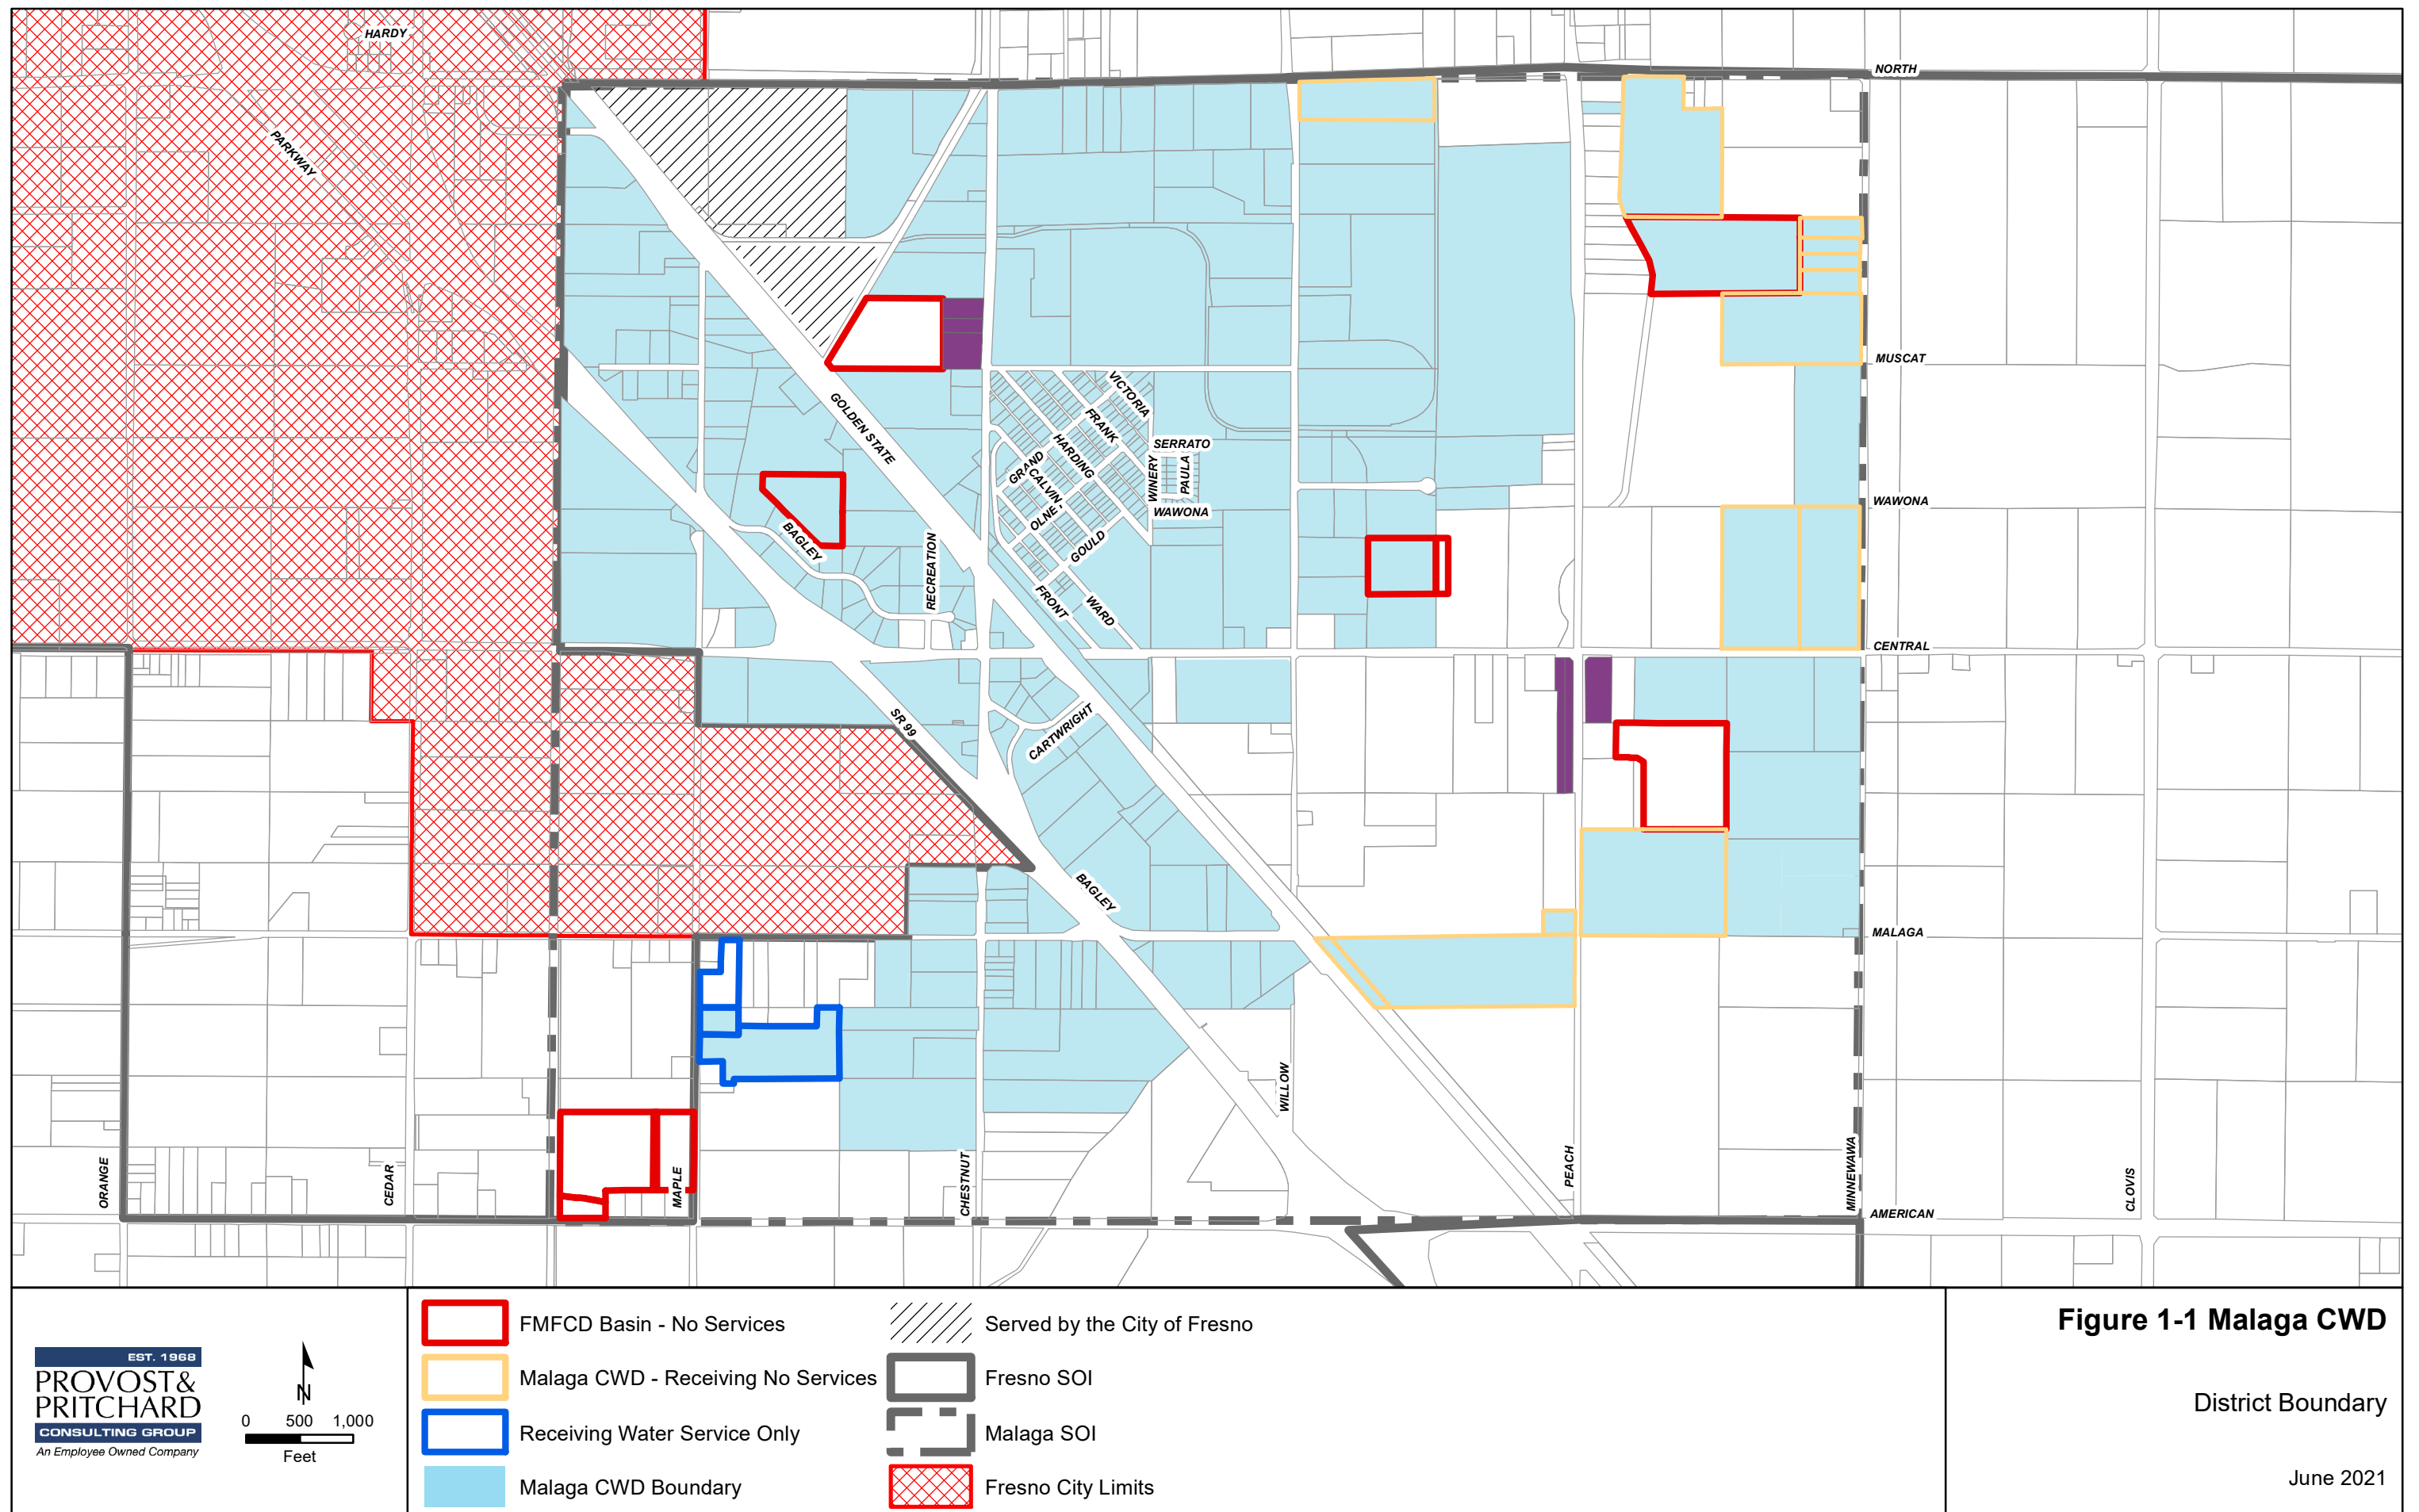 HARDY
NORTH
PARKWAY
MUSCAT
VICTORIA
GOLDEN STATE
FRANK
SERRATO
HARDING
GRAND
CALVIN
WINERY
PAULA
WAWONA
WAWONA
OLNEY
BAGLEY
GOULD
RECREATION
FRONT
WARD
CENTRAL
SR 99
CARTWRIGHT
BAGLEY
MALAGA
WILLOW
ORANGE
CEDAR
MAPLE
CHESTNUT
PEACH
MINNEWAWA
CLOVIS
AMERICAN
EST. 1968
PROVOST&
PRITCHARD
CONSULTING GROUP
An Employee Owned Company
N
0 500 1,000
Feet
FMFCD Basin - No Services
Malaga CWD - Receiving No Services
Receiving Water Service Only
Malaga CWD Boundary
Served by the City of Fresno
Fresno SOI
Malaga SOI
Fresno City Limits
Figure 1-1 Malaga CWD
District Boundary
June 2021